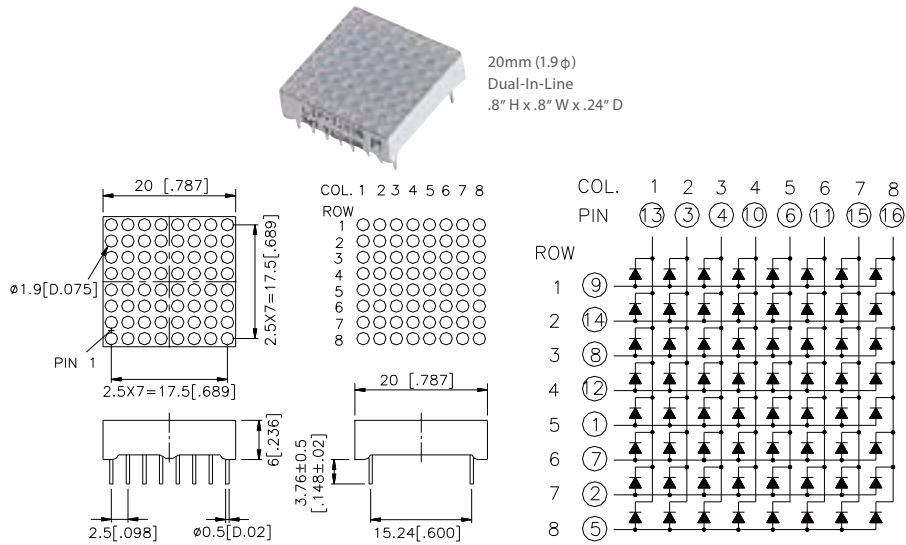 20mm (1.9 φ)
Dual-In-Line
.8” H x .8” W x .24” D
20 [.787]
ø1.9[D.075]
2.5X7=17.5[.689]
PIN 1
2.5X7=17.5[.689]
COL. 1 2 3 4 5 6 7 8
ROW
1
2
3
4
5
6
7
8
6[.236]
2.5[.098]
ø0.5[D.02]
20 [.787]
3.76±0.5
[.148±.02]
15.24[.600]
COL. 1 2 3 4 5 6 7 8
PIN 13 3 4 10 6 11 15 16
ROW
1 9
2 14
3 8
4 12
5 1
6 7
7 2
8 5